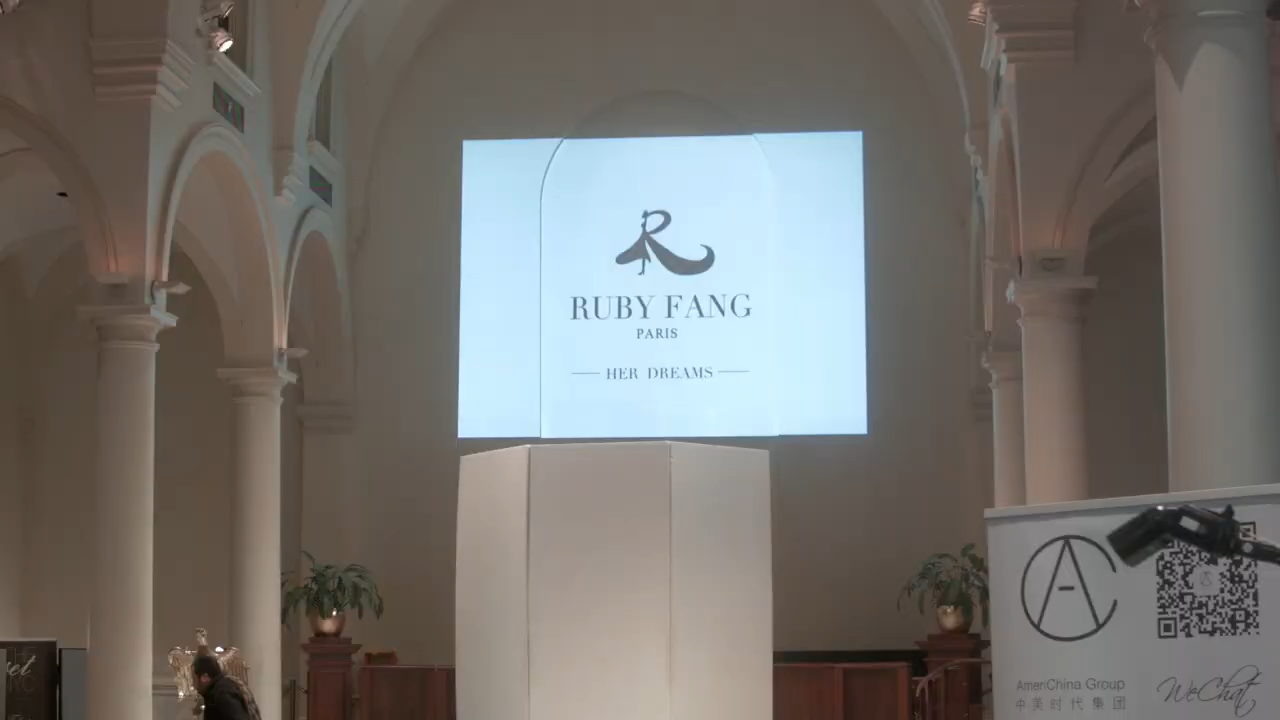 RUBY FANG
PARIS
HER DREAMS
AmeriChina Group
中美时代集团
WeChat